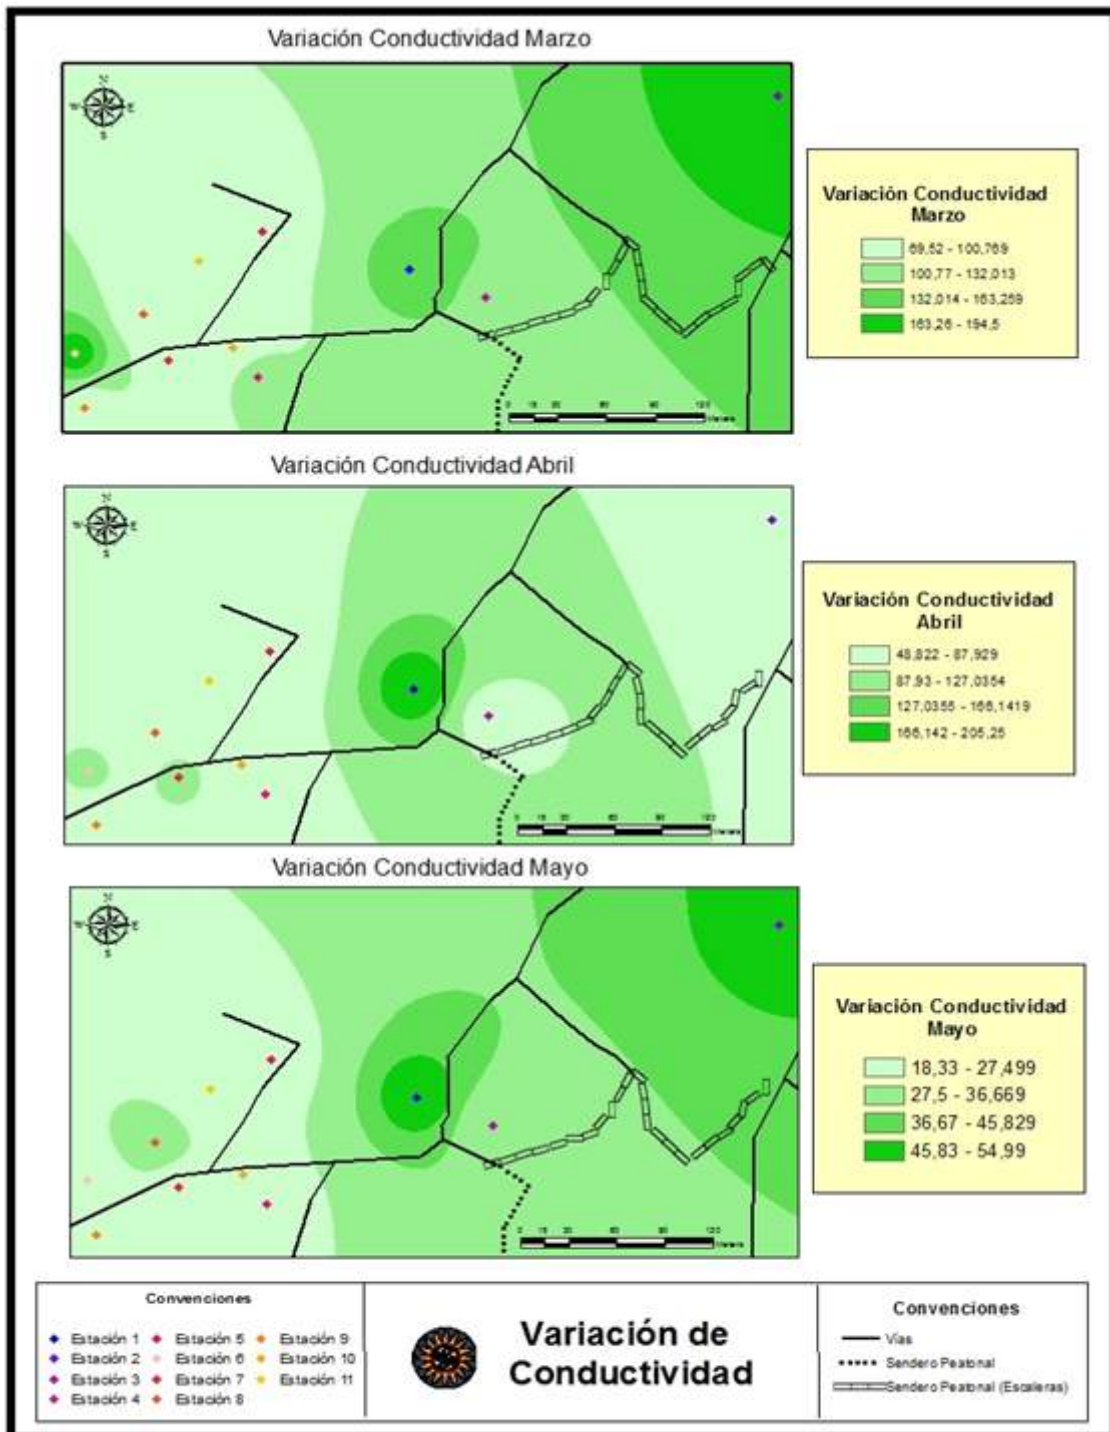 Variación Conductividad Marzo
Variación Conductividad
Marzo
69,52 - 100,769
100,77 - 132,013
132,014 - 163,259
163,26 - 194,5
Variación Conductividad Abril
Variación Conductividad
Abril
48,822 - 87,929
87,93 - 127,0354
127,0355 - 166,1419
166,142 - 205,25
Variación Conductividad Mayo
Variación Conductividad
Mayo
18,33 - 27,499
27,5 - 36,669
36,67 - 45,829
45,83 - 54,99
Convenciones
Estación 1
Estación 5
Estación 9
Estación 2
Estación 6
Estación 10
Estación 3
Estación 7
Estación 11
Estación 4
Estación 8
Variación de
Conductividad
Convenciones
Vías
Sendero Peatonal
Sendero Peatonal (Escaleras)